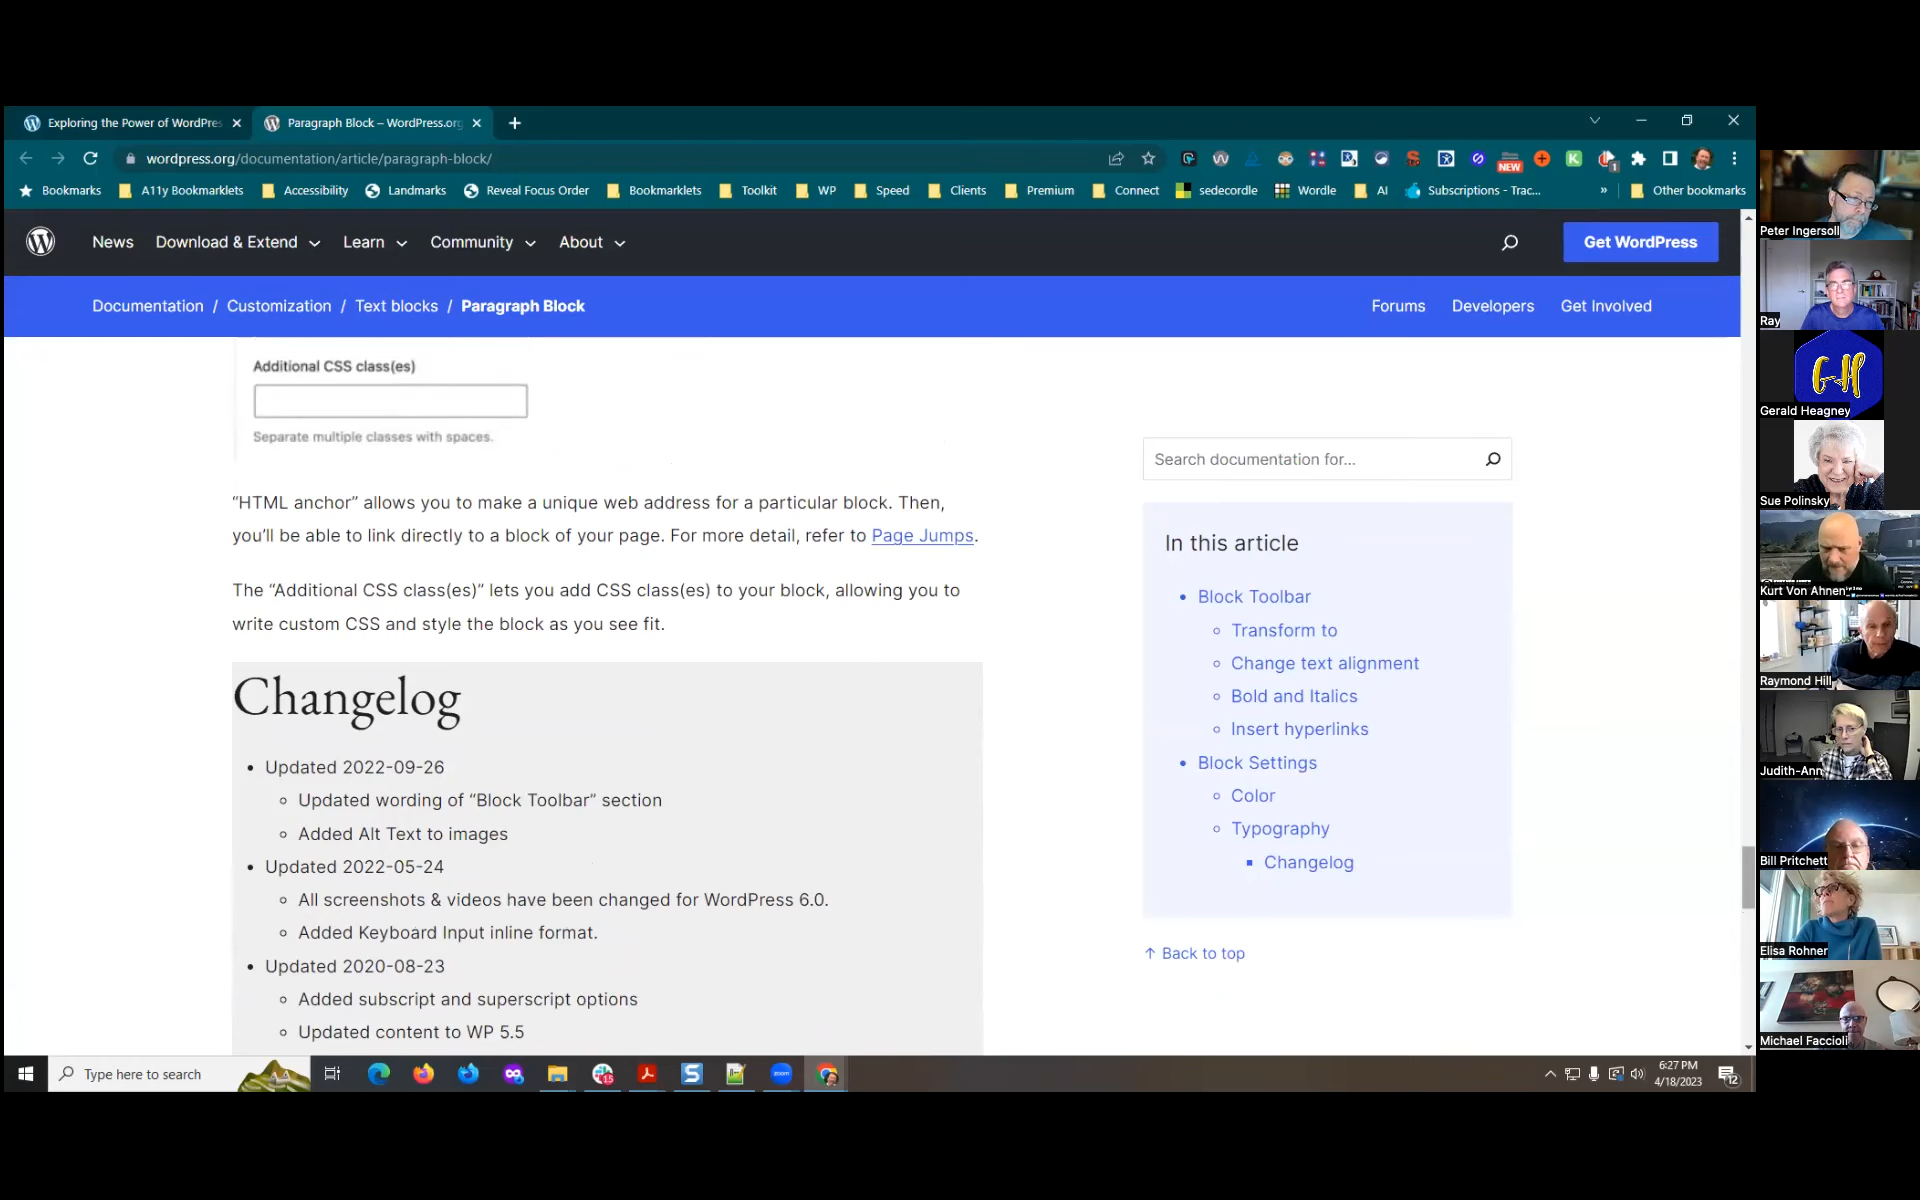 Exploring the Power of WordPres
Paragraph Block – WordPress.org
wordpress.org/documentation/article/paragraph-block/
NEW
1
Bookmarks
A11y Bookmarklets
Accessibility
Landmarks
Reveal Focus Order
Bookmarklets
Toolkit
WP
Speed
Clients
Premium
Connect
sedecordle
Wordle
AI
Subscriptions - Trac...
»
Other bookmarks
News
Download & Extend
Learn
Community
About
Get WordPress
Documentation / Customization / Text blocks / Paragraph Block
Forums
Developers
Get Involved
Additional CSS class(es)
Separate multiple classes with spaces.
“HTML anchor” allows you to make a unique web address for a particular block. Then,
you’ll be able to link directly to a block of your page. For more detail, refer to Page Jumps.
The “Additional CSS class(es)” lets you add CSS class(es) to your block, allowing you to
write custom CSS and style the block as you see fit.
Changelog
Updated 2022-09-26
Updated wording of “Block Toolbar” section
Added Alt Text to images
Updated 2022-05-24
All screenshots & videos have been changed for WordPress 6.0.
Added Keyboard Input inline format.
Updated 2020-08-23
Added subscript and superscript options
Updated content to WP 5.5
Search documentation for...
In this article
Block Toolbar
Transform to
Change text alignment
Bold and Italics
Insert hyperlinks
Block Settings
Color
Typography
Changelog
↑ Back to top
Type here to search
15
zoom
6:27 PM
4/18/2023
12
Peter Ingersoll
Ray
GH
Gerald Heagney
Sue Polinsky
Kurt Von Ahnen
Raymond Hill
Judith-Ann
Bill Pritchett
Elisa Rohner
Michael Faccioli